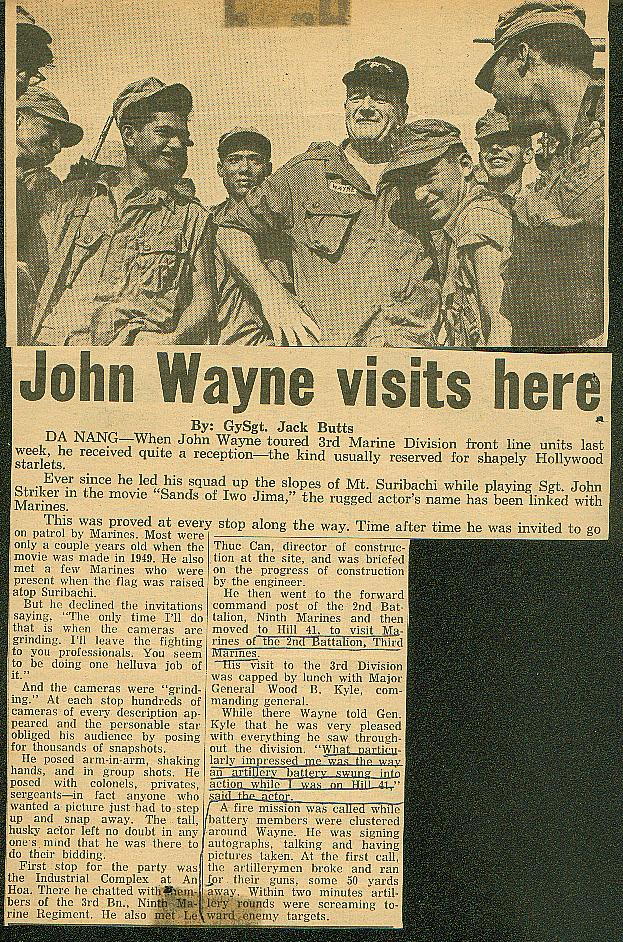 WAYNE
John Wayne visits here
By: GySgt. Jack Butts
DA NANG—When John Wayne toured 3rd Marine Division front line units last
week, he received quite a reception—the kind usually reserved for shapely Hollywood
starlets.
Ever since he led his squad up the slopes of Mt. Suribachi while playing Sgt. John
Striker in the movie "Sands of Iwo Jima," the rugged actor's name has been linked with
Marines.
This was proved at every stop along the way. Time after time he was invited to go
on patrol by Marines. Most were
only a couple years old when the
movie was made in 1949. He also
met a few Marines who were
present when the flag was raised
atop Suribachi.
But he declined the invitations
saying, "The only time I'll do
that is when the cameras are
grinding. I'll leave the fighting
to you professionals. You seem
to be doing one helluva job of
it."
And the cameras were "grind-
ing." At each stop hundreds of
cameras of every description ap-
peared and the personable star
obliged his audience by posing
for thousands of snapshots.
He posed arm-in-arm, shaking
hands, and in group shots. He
posed with colonels, privates,
sergeants—in fact anyone who
wanted a picture just had to step
up and snap away. The tall,
husky actor left no doubt in any
one's mind that he was there to
do their bidding.
First stop for the party was
the Industrial Complex at An
Hoa. There he chatted with mem-
bers of the 3rd Bn., Ninth Ma-
rine Regiment. He also met Le
Thuc Can, director of construc-
tion at the site, and was briefed
on the progress of construction
by the engineer.
He then went to the forward
command post of the 2nd Bat-
talion, Ninth Marines and then
moved to Hill 41, to visit Ma-
rines of the 2nd Battalion, Third
Marines.
His visit to the 3rd Division
was capped by lunch with Major
General Wood B. Kyle, com-
manding general.
While there Wayne told Gen.
Kyle that he was very pleased
with everything he saw through-
out the division. "What particu-
larly impressed me was the way
an artillery battery swung into
action while I was on Hill 41,"
said the actor.
A fire mission was called while
battery members were clustered
around Wayne. He was signing
autographs, talking and having
pictures taken. At the first call,
the artillerymen broke and ran
for their guns, some 50 yards
away. Within two minutes artil-
lery rounds were screaming to-
ward enemy targets.